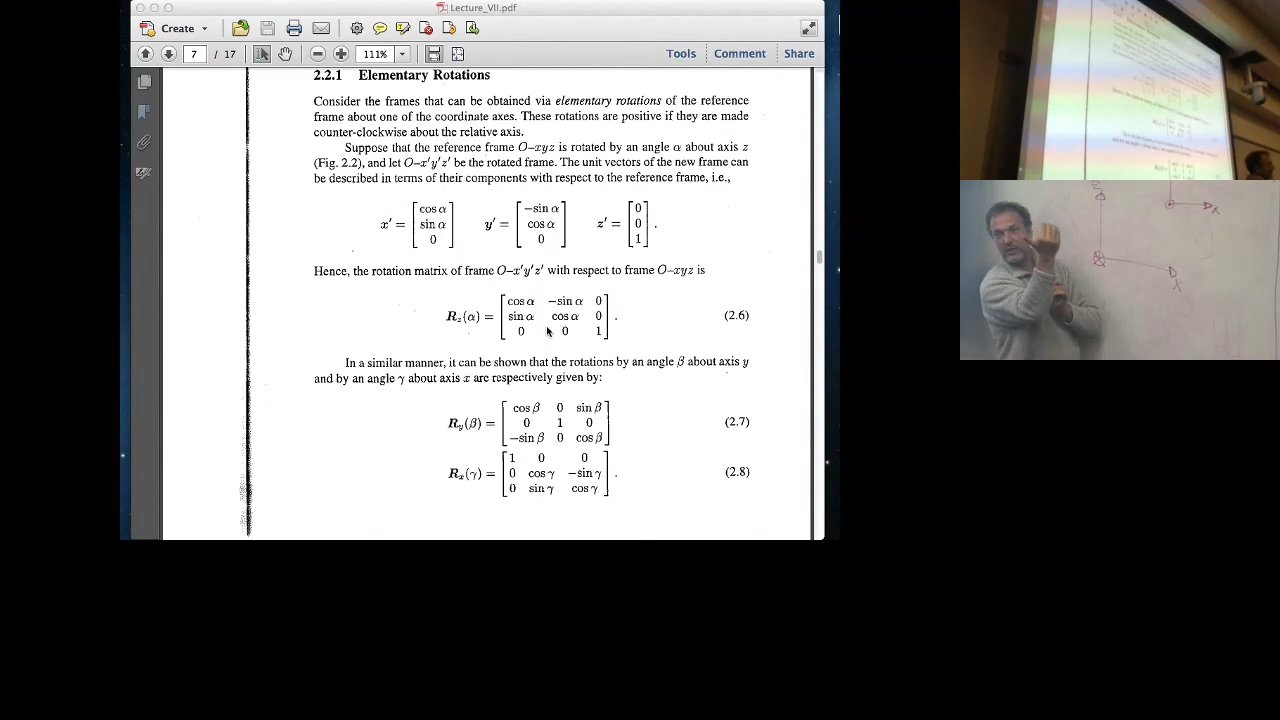 Lecture_VII.pdf
Create
7 / 17
111%
Tools
Comment
Share
2.2.1 Elementary Rotations
Consider the frames that can be obtained via elementary rotations of the reference
frame about one of the coordinate axes. These rotations are positive if they are made
counter-clockwise about the relative axis.
Suppose that the reference frame O–xyz is rotated by an angle α about axis z
(Fig. 2.2), and let O–x′y′z′ be the rotated frame. The unit vectors of the new frame can
be described in terms of their components with respect to the reference frame, i.e.,
x′ = [cos α; sin α; 0] y′ = [−sin α; cos α; 0] z′ = [0; 0; 1].
Hence, the rotation matrix of frame O–x′y′z′ with respect to frame O–xyz is
R_z(α) = [cos α −sin α 0; sin α cos α 0; 0 0 1]. (2.6)
In a similar manner, it can be shown that the rotations by an angle β about axis y
and by an angle γ about axis x are respectively given by:
R_y(β) = [cos β 0 sin β; 0 1 0; −sin β 0 cos β] (2.7)
R_x(γ) = [1 0 0; 0 cos γ −sin γ; 0 sin γ cos γ]. (2.8)
z
x
x